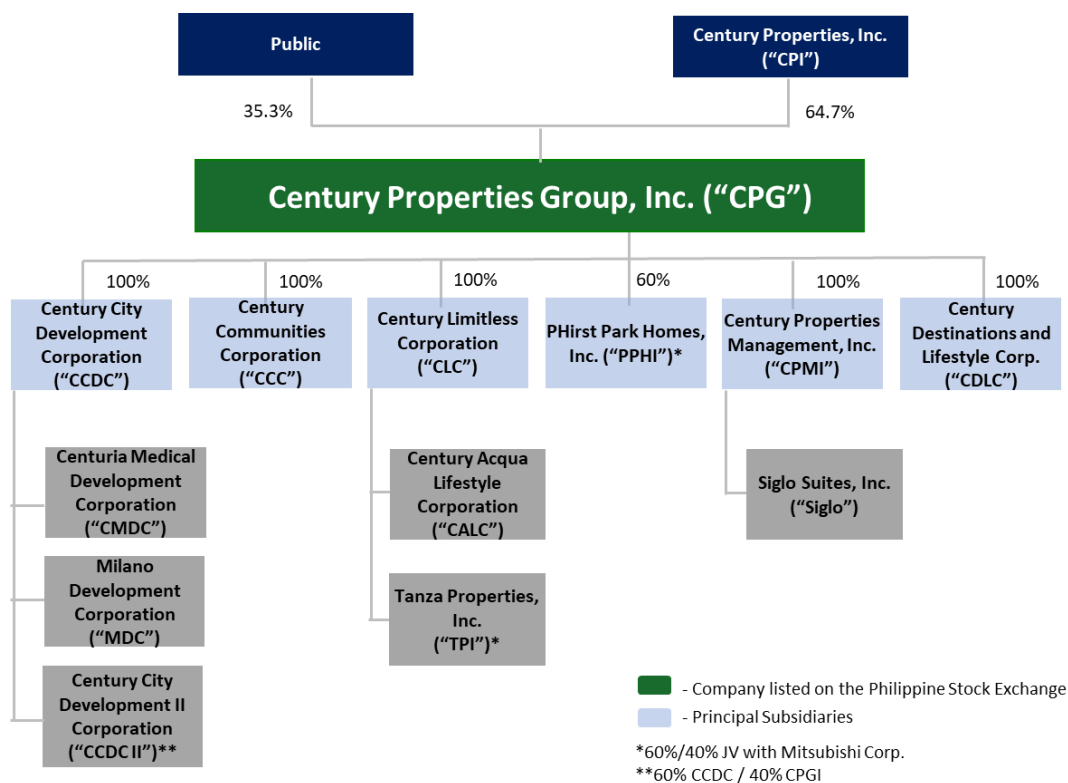 Public
Century Properties, Inc.
(“CPI”)
35.3%
64.7%
Century Properties Group, Inc. (“CPG”)
100%
100%
100%
60%
100%
100%
Century City
Development
Corporation
(“CCDC”)
Century
Communities
Corporation
(“CCC”)
Century Limitless
Corporation
(“CLC”)
PHirst Park Homes,
Inc. (“PPHI”)*
Century Properties
Management, Inc.
(“CPMI”)
Century
Destinations and
Lifestyle Corp.
(“CDLC”)
Centuria Medical
Development
Corporation
(“CMDC”)
Milano
Development
Corporation
(“MDC”)
Century City
Development II
Corporation
(“CCDC II”)**
Century Acqua
Lifestyle
Corporation
(“CALC”)
Tanza Properties,
Inc.
(“TPI”)*
Siglo Suites, Inc.
(“Siglo”)
- Company listed on the Philippine Stock Exchange
- Principal Subsidiaries
*60%/40% JV with Mitsubishi Corp.
**60% CCDC / 40% CPGI